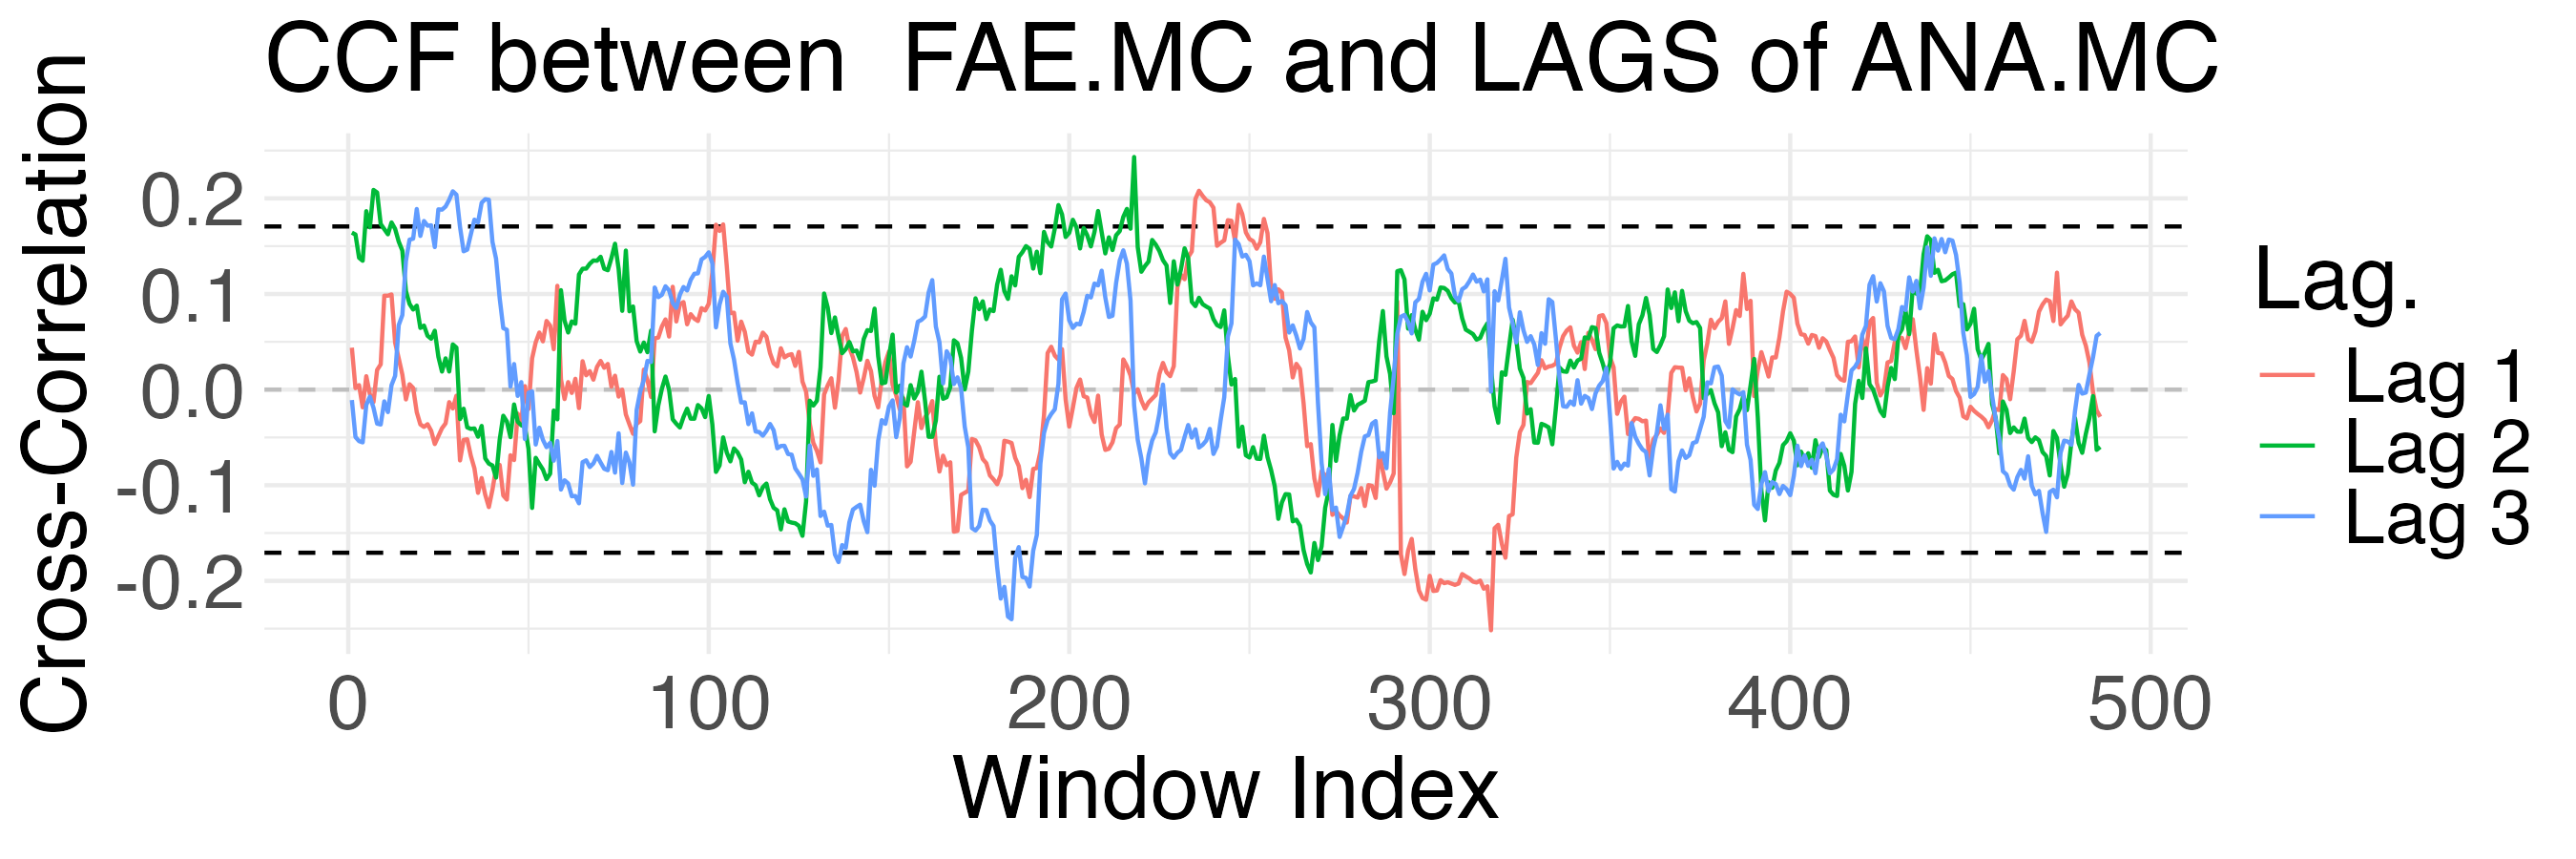 CCF between  FAE.MC and LAGS of ANA.MC
Cross-Correlation
0.2
0.1
0.0
-0.1
-0.2
0 100 200 300 400 500
Window Index
Lag.
Lag 1
Lag 2
Lag 3